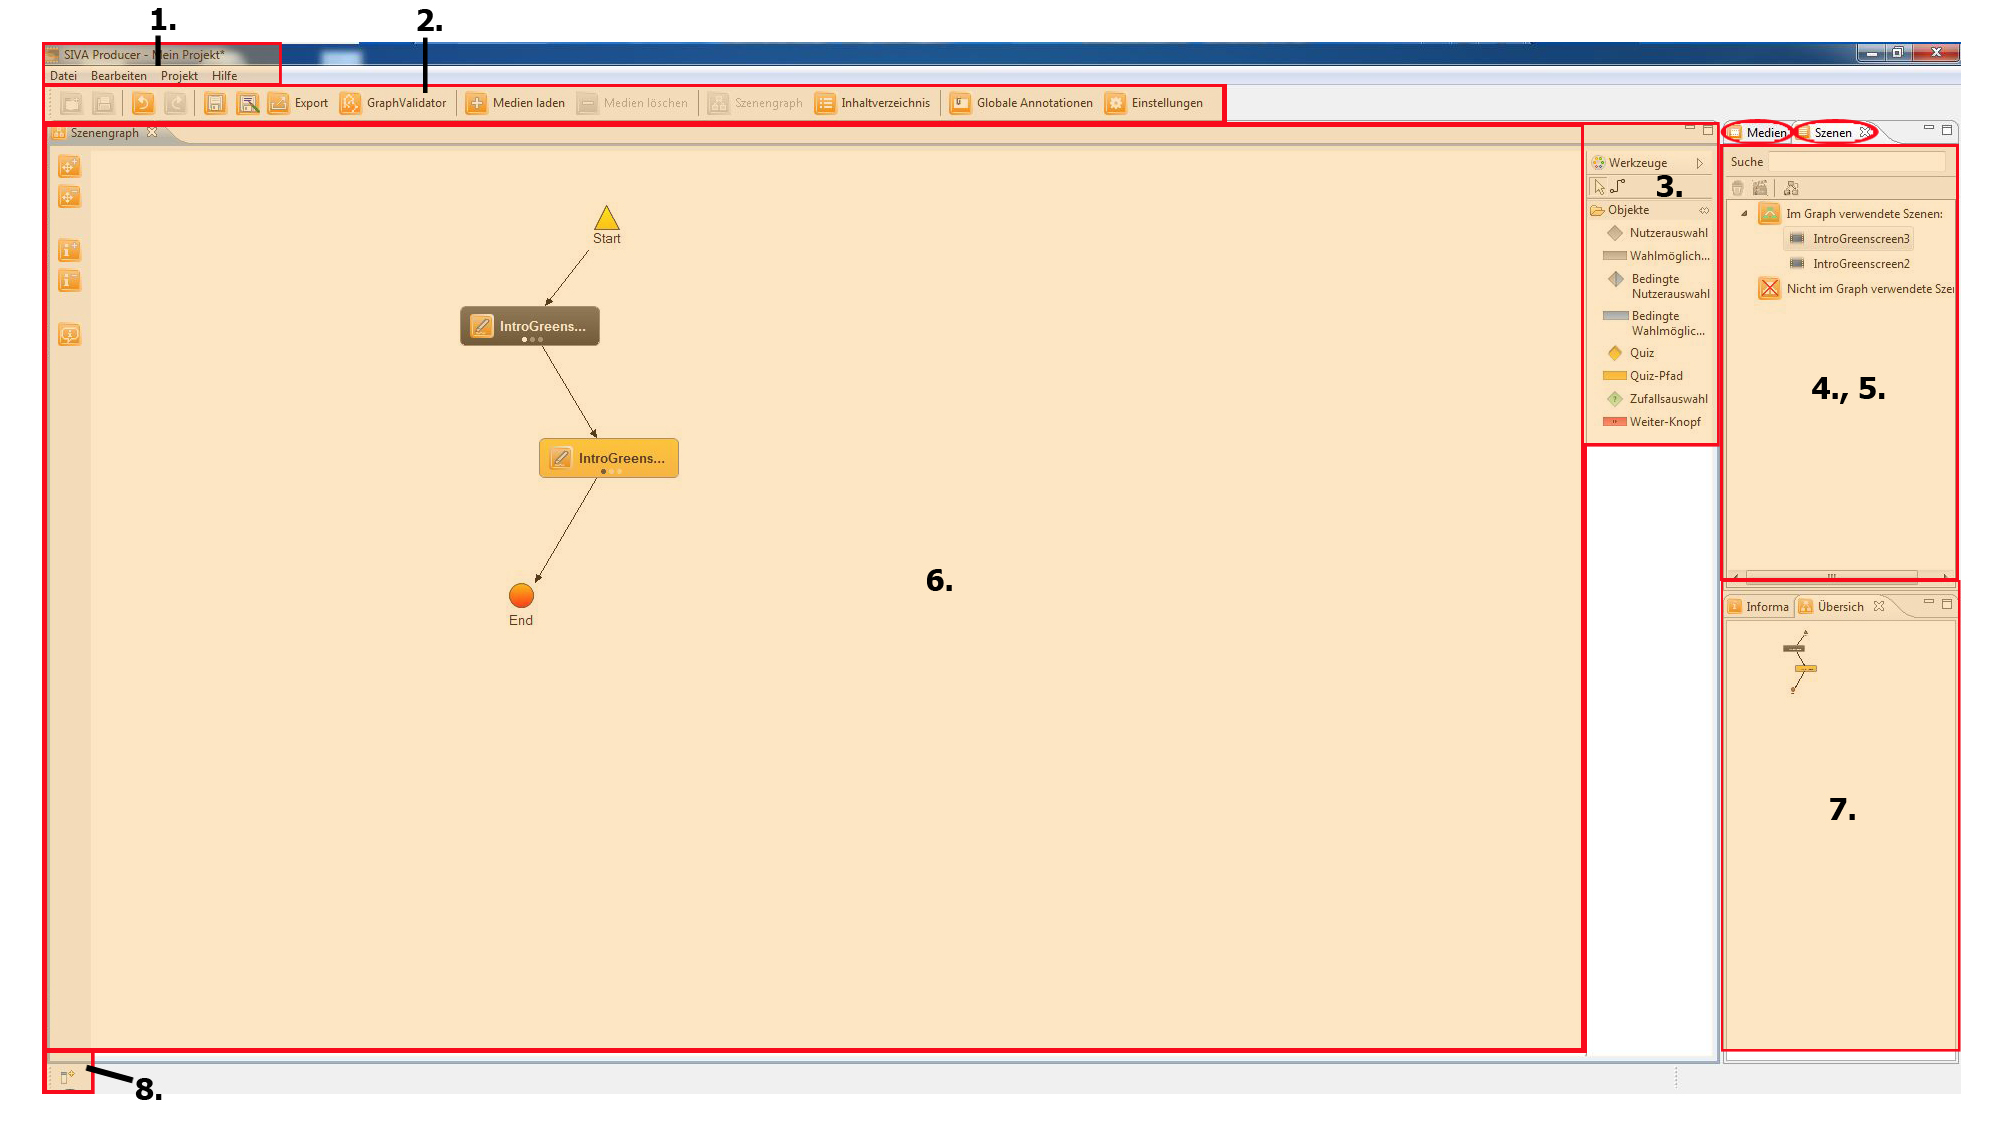 1.
2.
SIVA Producer - Mein Projekt*
Datei Bearbeiten Projekt Hilfe
Export GraphValidator Medien laden Medien löschen Szenengraph Inhaltverzeichnis Globale Annotationen Einstellungen
Szenengraph
Medien Szenen
Werkzeuge
3.
Objekte
Nutzerauswahl
Wahlmöglich...
Bedingte
Nutzerauswahl
Bedingte
Wahlmöglic...
Quiz
Quiz-Pfad
Zufallsauswahl
Weiter-Knopf
Suche
Im Graph verwendete Szenen:
IntroGreenscreen3
IntroGreenscreen2
Nicht im Graph verwendete Szei
4., 5.
Start
IntroGreens...
IntroGreens...
End
6.
Informa Übersich
7.
8.